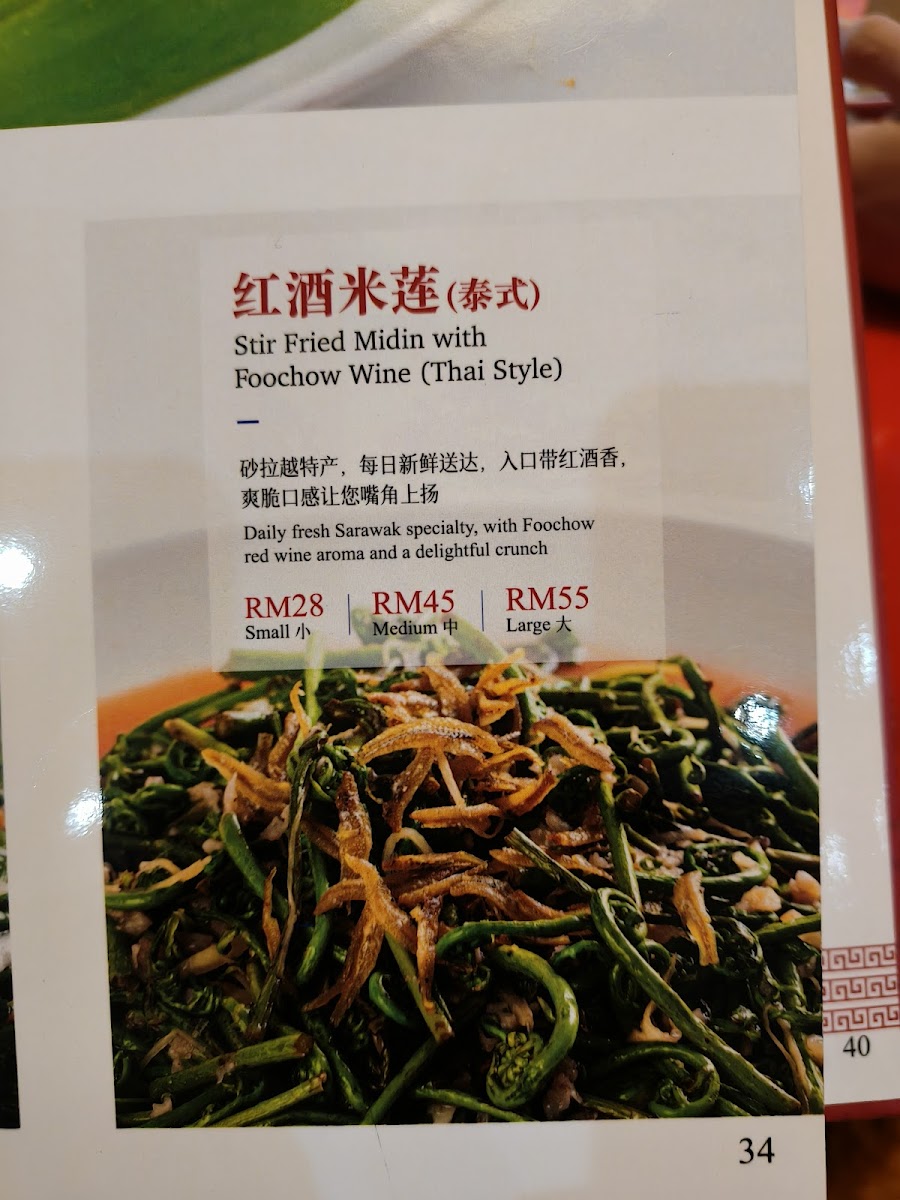 红酒米莲(泰式)
Stir Fried Midin with
Foochow Wine (Thai Style)
砂拉越特产，每日新鲜送达，入口带红酒香，
爽脆口感让您嘴角上扬
Daily fresh Sarawak specialty, with Foochow
red wine aroma and a delightful crunch
RM28 RM45 RM55
Small 小 Medium 中 Large 大
40
34